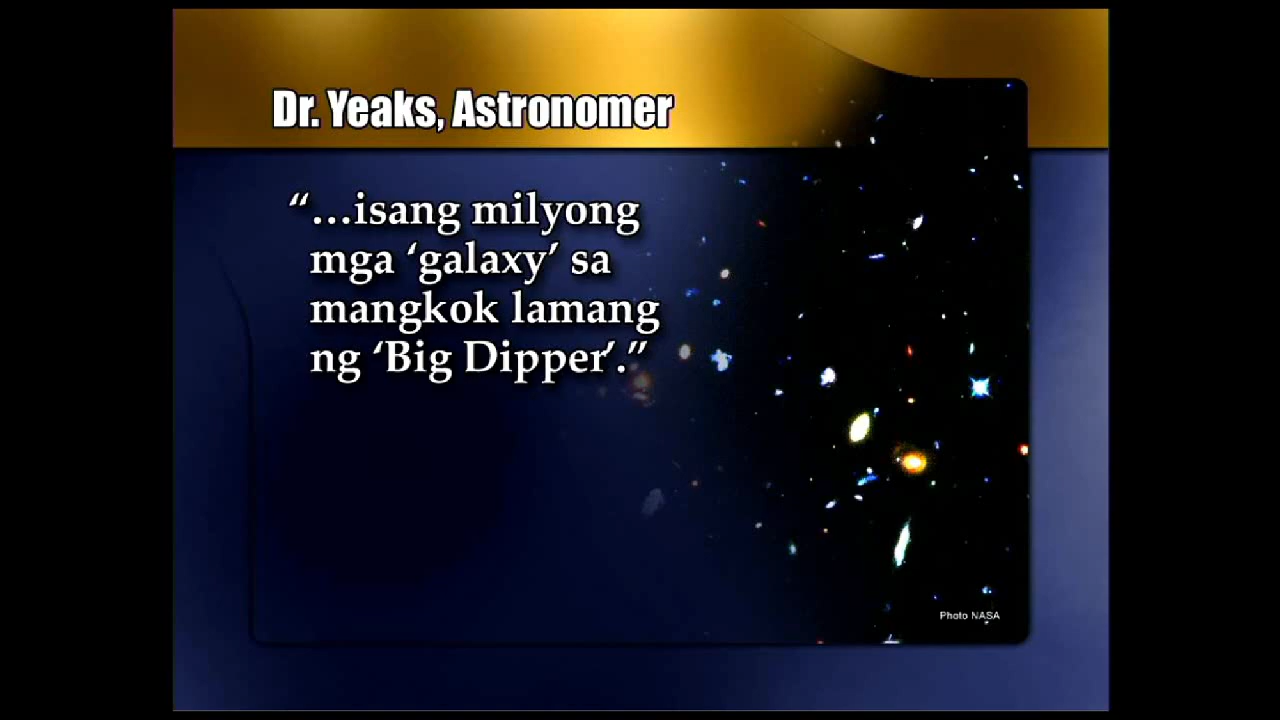 Dr. Yeaks, Astronomer
“...isang milyong
mga ‘galaxy’ sa
mangkok lamang
ng ‘Big Dipper’.”
Photo NASA